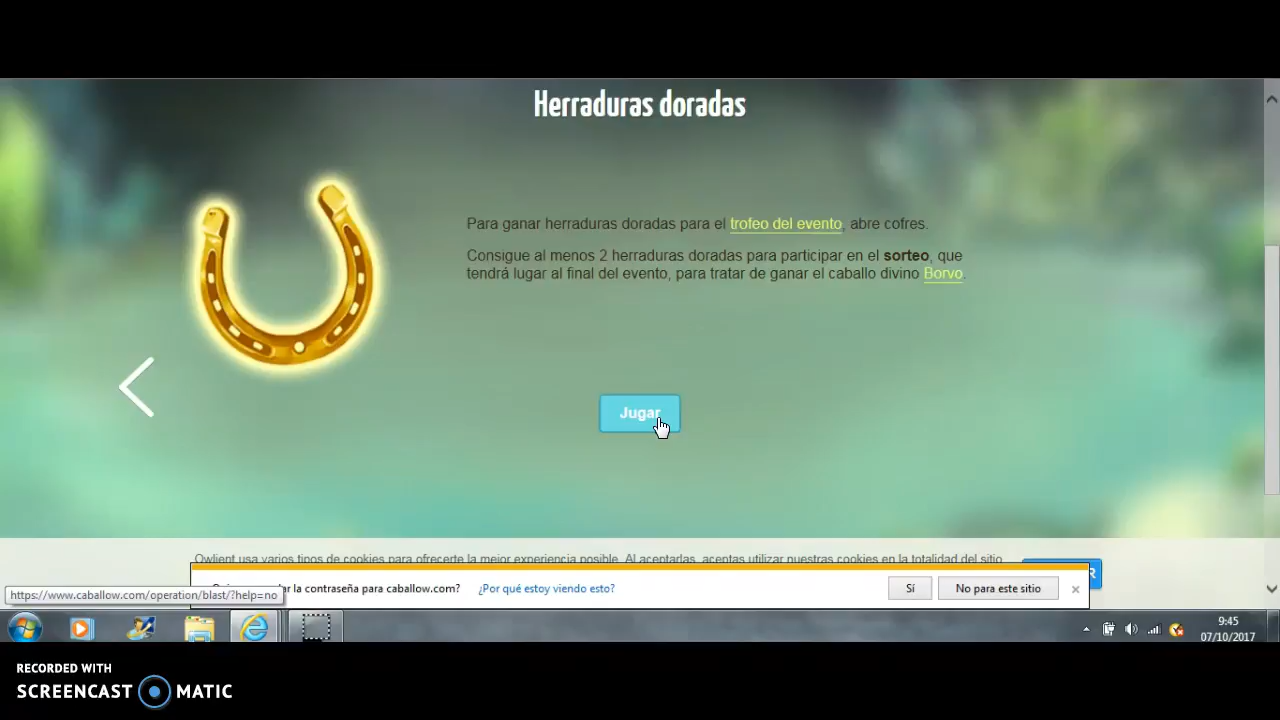 Herraduras doradas
Para ganar herraduras doradas para el trofeo del evento, abre cofres.
Consigue al menos 2 herraduras doradas para participar en el sorteo, que
tendrá lugar al final del evento, para tratar de ganar el caballo divino Borvo
Jugar
Owlient usa varios tipos de cookies para ofrecerte la mejor experiencia posible. Al aceptarlas, aceptas utilizar nuestras cookies en la totalidad del sitio
R
la contraseña para caballow.com? ¿Por qué estoy viendo esto? Sí No para este sitio
https://www.caballow.com/operation/blast/?help=no
9:45
07/10/2017
RECORDED WITH
SCREENCAST MATIC